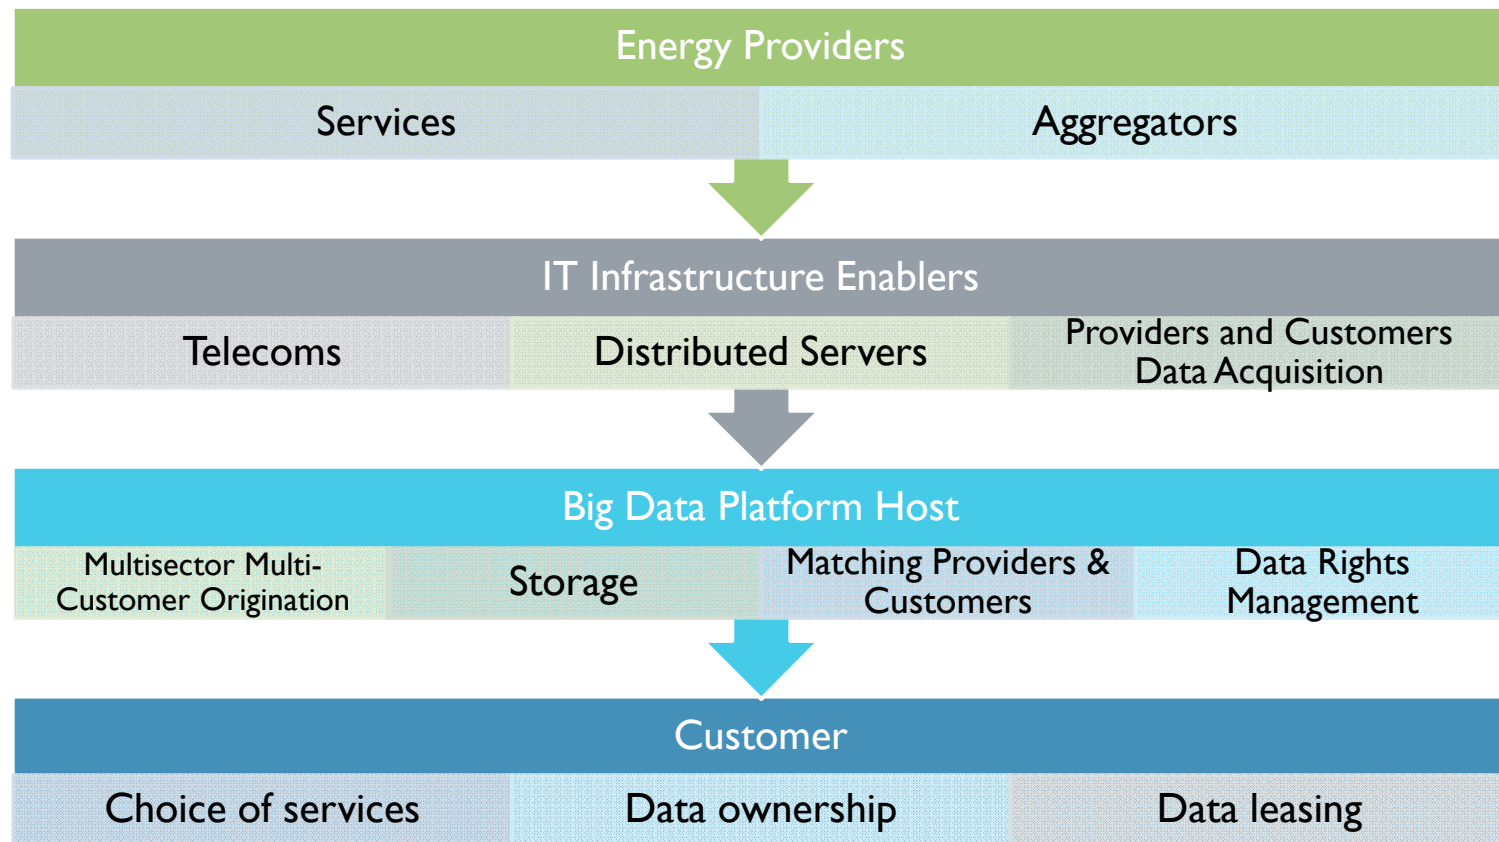 Energy Providers
Services
Aggregators
IT Infrastructure Enablers
Telecoms
Distributed Servers
Providers and Customers
Data Acquisition
Big Data Platform Host
Multisector Multi-
Customer Origination
Storage
Matching Providers &
Customers
Data Rights
Management
Customer
Choice of services
Data ownership
Data leasing